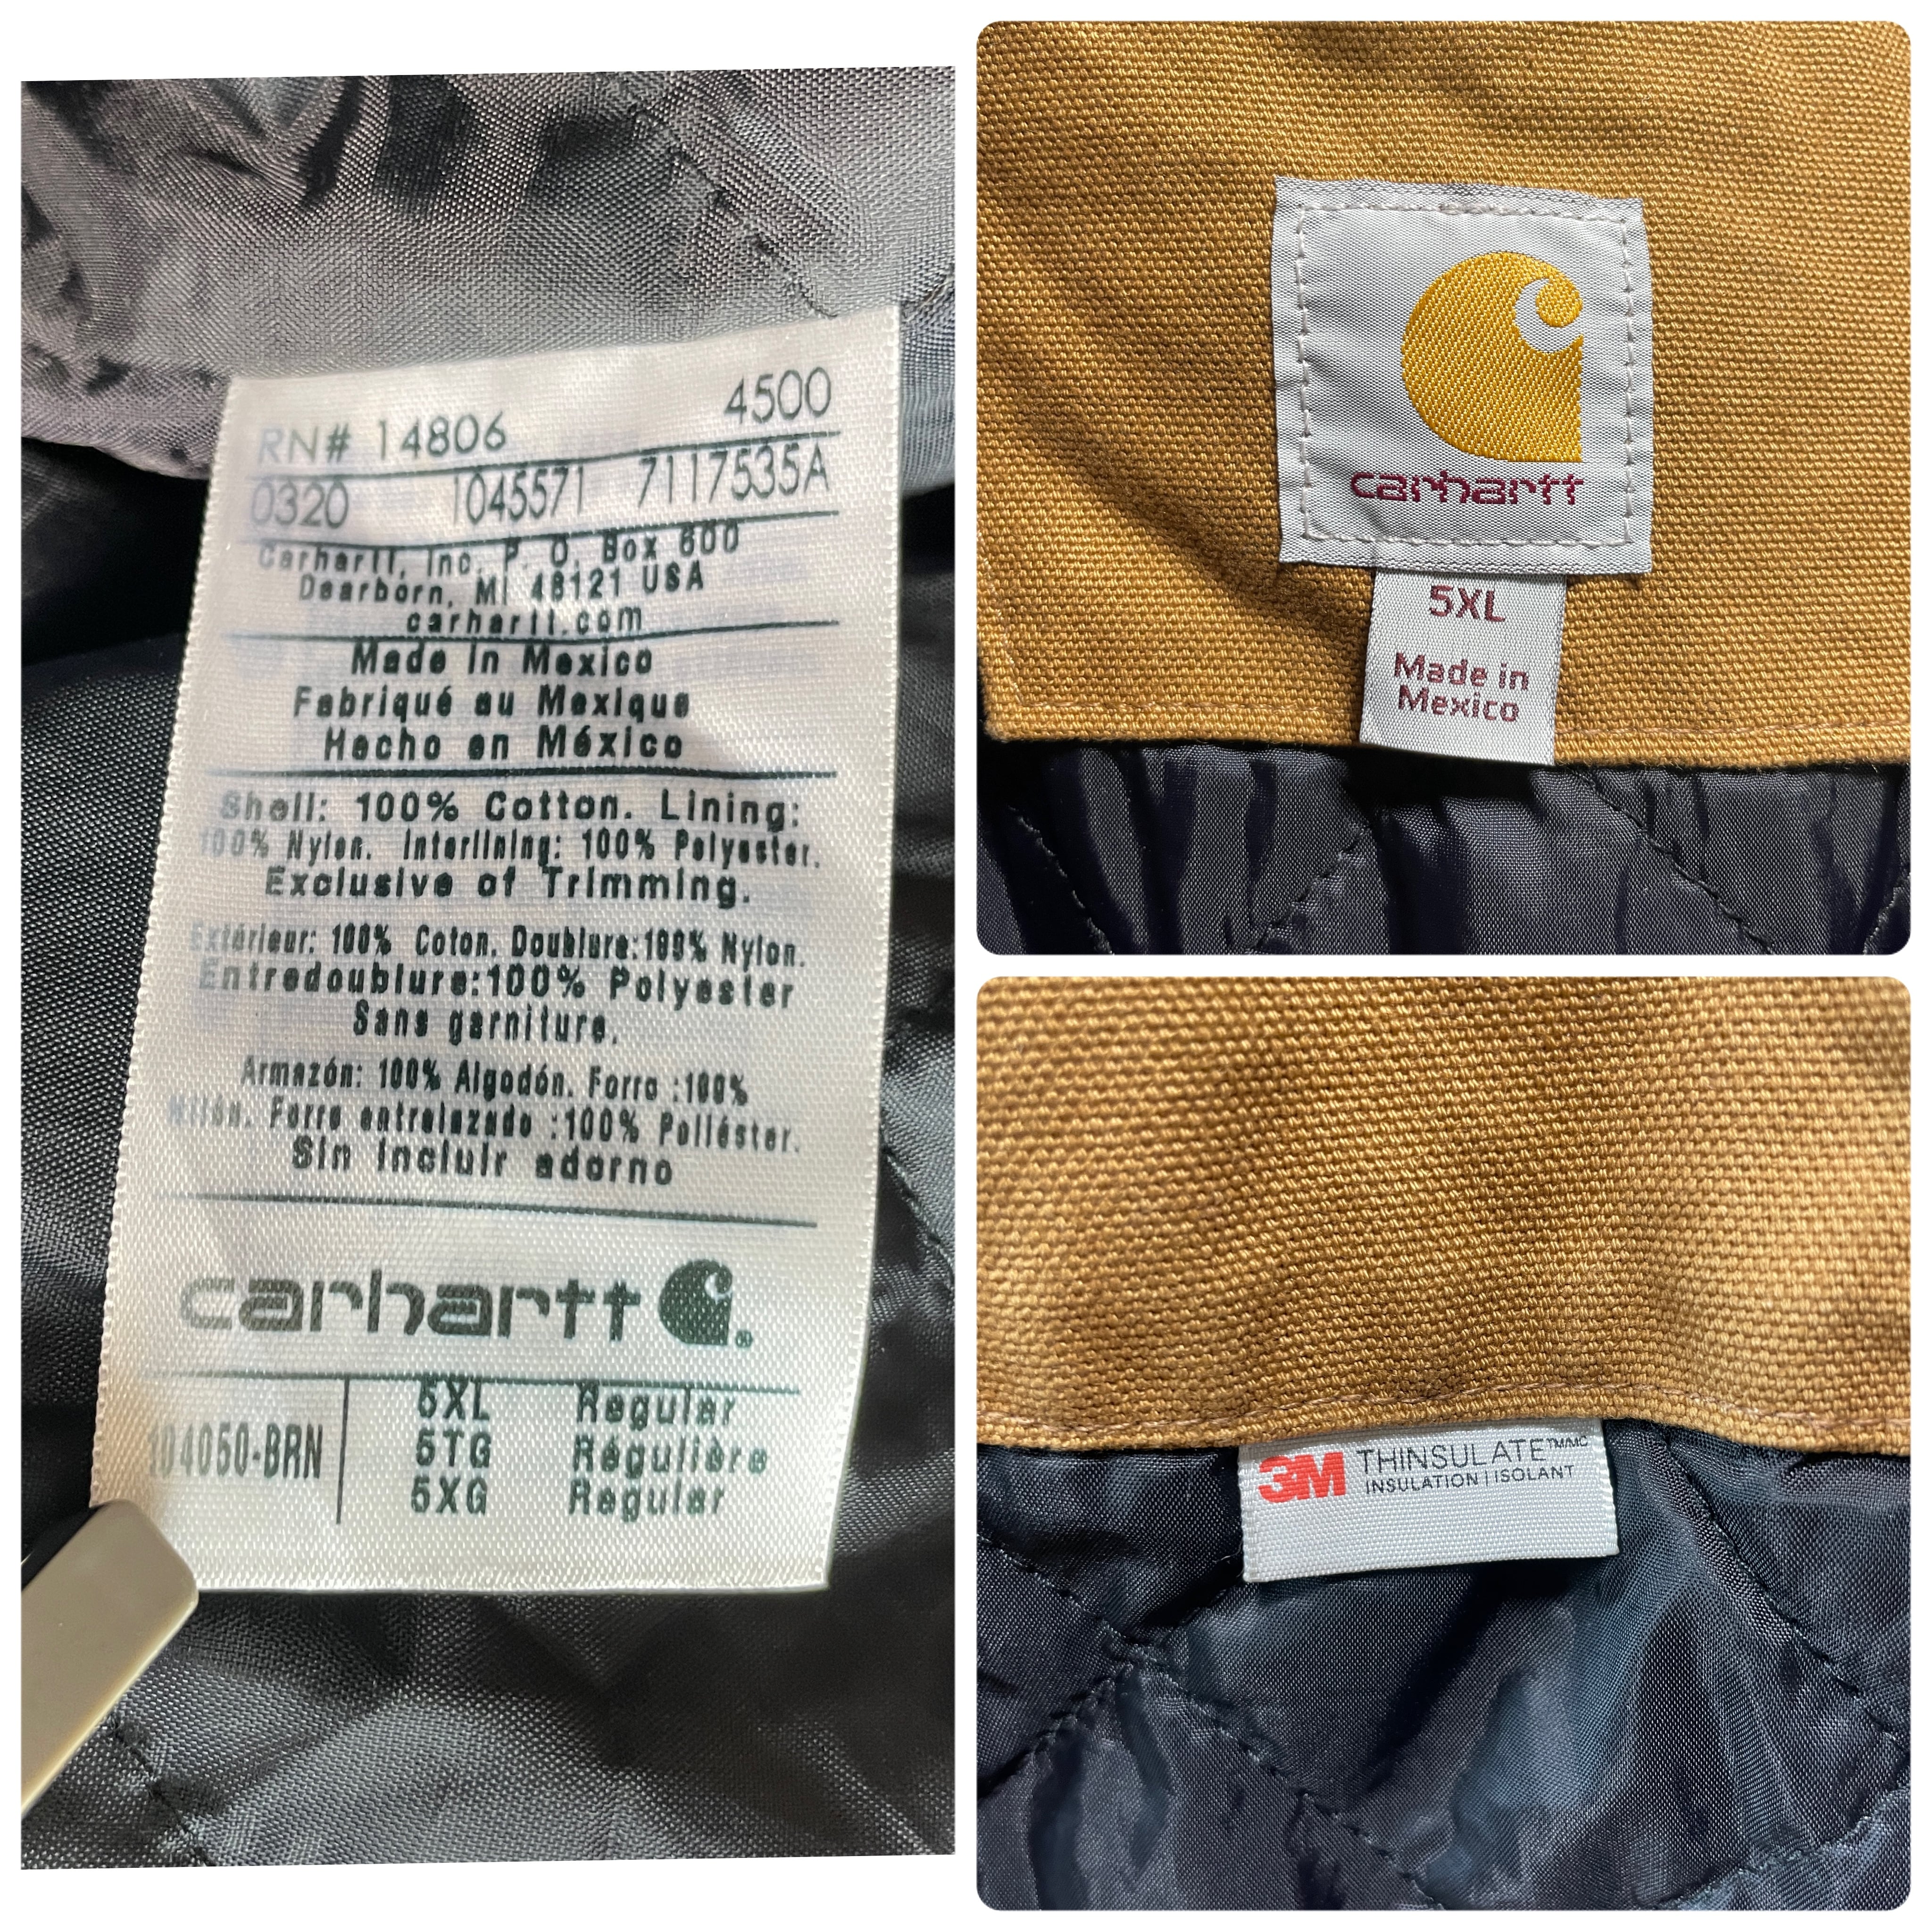 RN# 14806 4500
0320 1045571 7117535A
Carhartt, Inc. P. O. Box 600
Dearborn, MI 48121 USA
carhartt.com
Made in Mexico
Fabriqué au Mexique
Hecho en México
Shell: 100% Cotton. Lining:
100% Nylon. Interlining: 100% Polyester.
Exclusive of Trimming.
Extérieur: 100% Coton. Doublure:100% Nylon.
Entredoublure:100% Polyester
Sans garniture.
Armazón: 100% Algodón. Forro :100%
Nilón. Forro entrelazado :100% Poliéster.
Sin incluir adorno
carhartt ®
104050-BRN
5XL Regular
5TG Régulière
5XG Regular
carhartt
5XL
Made in
Mexico
3M THINSULATE™/MC
INSULATION | ISOLANT